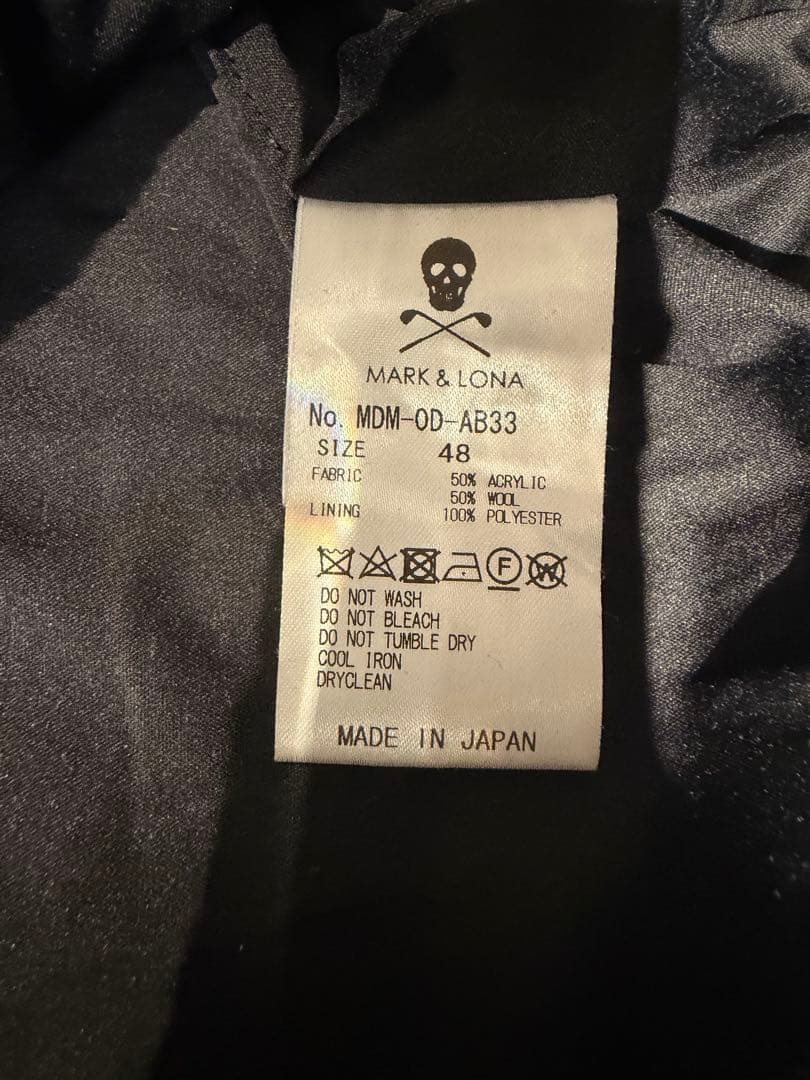 MARK & LONA
No. MDM-OD-AB33
SIZE 48
FABRIC 50% ACRYLIC
50% WOOL
LINING 100% POLYESTER
F W
DO NOT WASH
DO NOT BLEACH
DO NOT TUMBLE DRY
COOL IRON
DRYCLEAN
MADE IN JAPAN